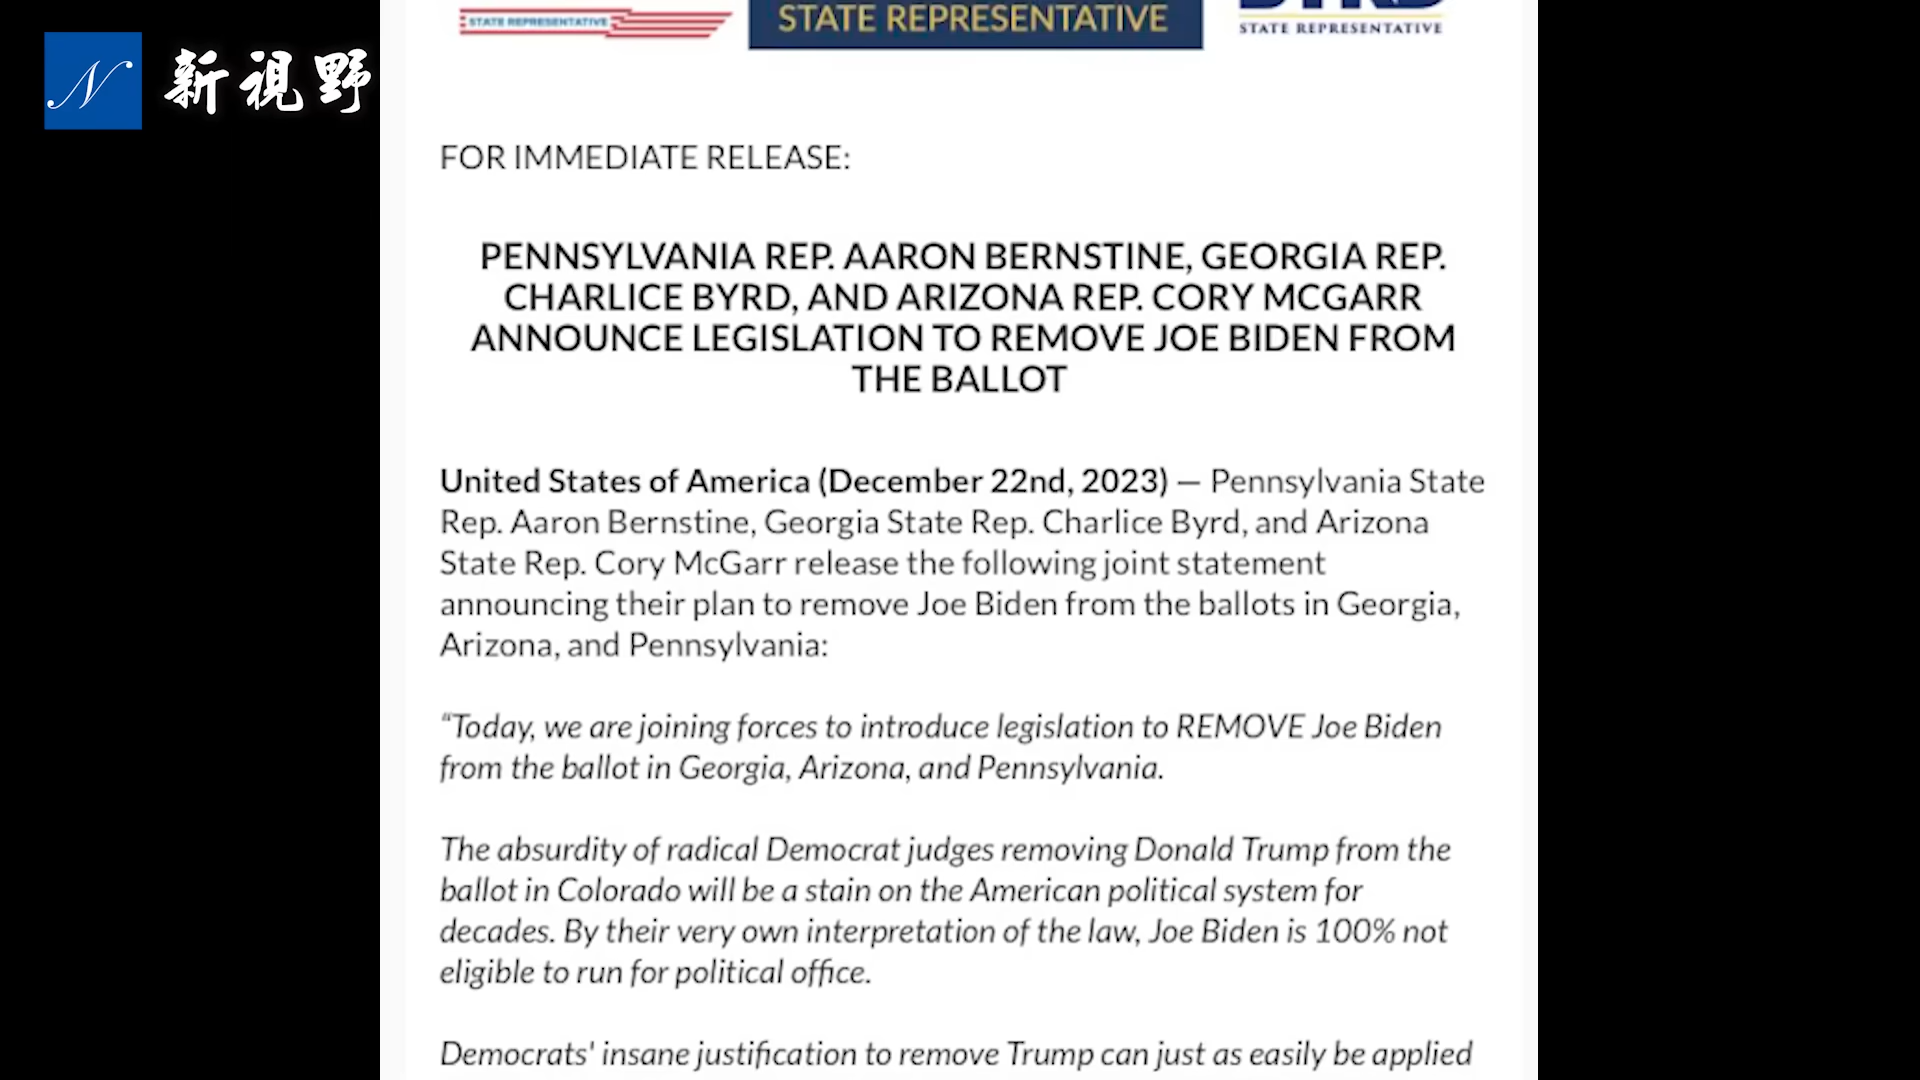 STATE REPRESENTATIVE
STATE REPRESENTATIVE
STATE REPRESENTATIVE
N 新視野
FOR IMMEDIATE RELEASE:
PENNSYLVANIA REP. AARON BERNSTINE, GEORGIA REP.
CHARLICE BYRD, AND ARIZONA REP. CORY MCGARR
ANNOUNCE LEGISLATION TO REMOVE JOE BIDEN FROM
THE BALLOT
United States of America (December 22nd, 2023) — Pennsylvania State
Rep. Aaron Bernstine, Georgia State Rep. Charlice Byrd, and Arizona
State Rep. Cory McGarr release the following joint statement
announcing their plan to remove Joe Biden from the ballots in Georgia,
Arizona, and Pennsylvania:
“Today, we are joining forces to introduce legislation to REMOVE Joe Biden
from the ballot in Georgia, Arizona, and Pennsylvania.
The absurdity of radical Democrat judges removing Donald Trump from the
ballot in Colorado will be a stain on the American political system for
decades. By their very own interpretation of the law, Joe Biden is 100% not
eligible to run for political office.
Democrats' insane justification to remove Trump can just as easily be applied